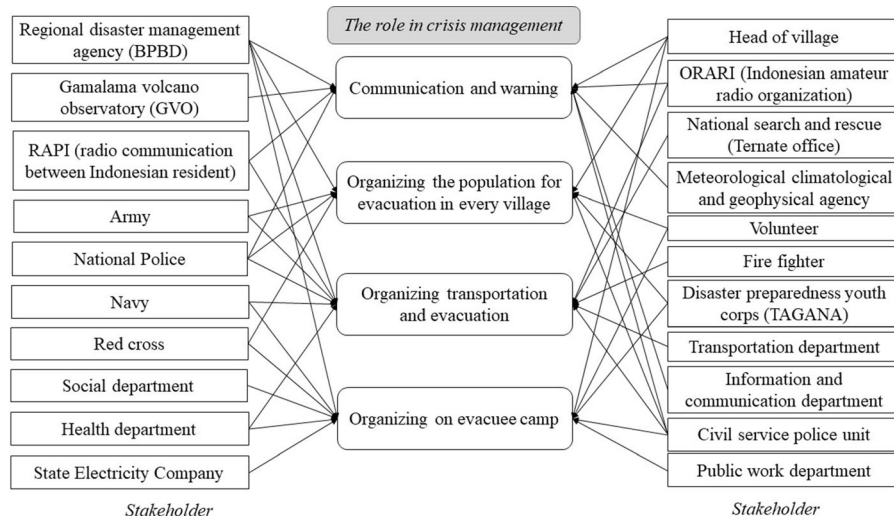 The role in crisis management
Regional disaster management
agency (BPBD)
Gamalama volcano
observatory (GVO)
RAPI (radio communication
between Indonesian resident)
Army
National Police
Navy
Red cross
Social department
Health department
State Electricity Company
Stakeholder
Communication and warning
Organizing the population for
evacuation in every village
Organizing transportation
and evacuation
Organizing on evacuee camp
Head of village
ORARI (Indonesian amateur
radio organization)
National search and rescue
(Ternate office)
Meteorological climatological
and geophysical agency
Volunteer
Fire fighter
Disaster preparedness youth
corps (TAGANA)
Transportation department
Information and
communication department
Civil service police unit
Public work department
Stakeholder